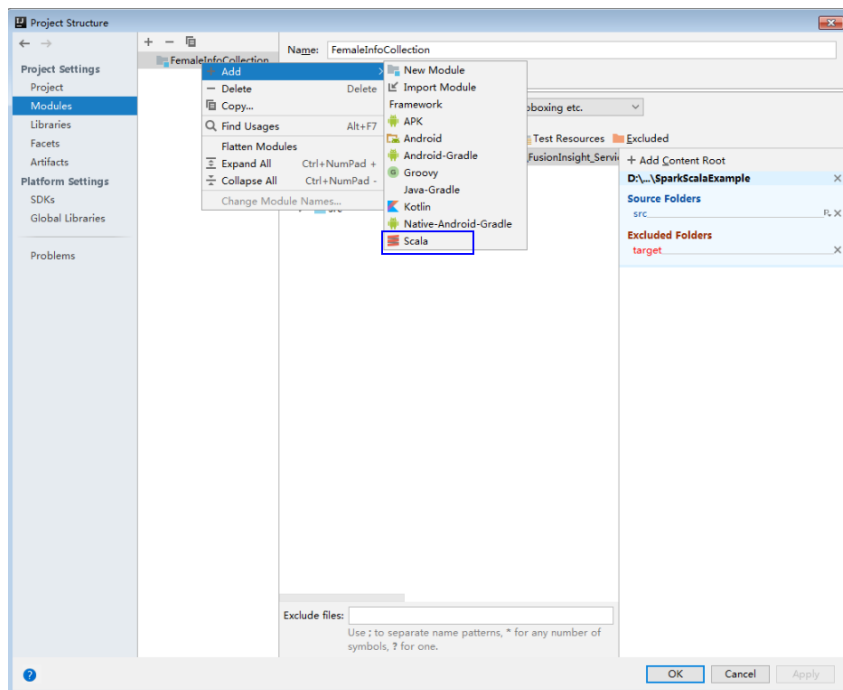 Project Structure
Project Settings
Project
Modules
Libraries
Facets
Artifacts
Platform Settings
SDKs
Global Libraries
Problems
FemaleInfoCollection
Add
Delete Delete
Copy...
Find Usages Alt+F7
Flatten Modules
Expand All Ctrl+NumPad +
Collapse All Ctrl+NumPad -
Change Module Names...
New Module
Import Module
Framework
APK
Android
Android-Gradle
Groovy
Java-Gradle
Kotlin
Native-Android-Gradle
Scala
Name: FemaleInfoCollection
oboxing etc.
Test Resources Excluded
FusionInsight_Servi
src
+ Add Content Root
D:\...\SparkScalaExample
Source Folders
src
Excluded Folders
target
Exclude files:
Use ; to separate name patterns, * for any number of
symbols, ? for one.
OK Cancel Apply